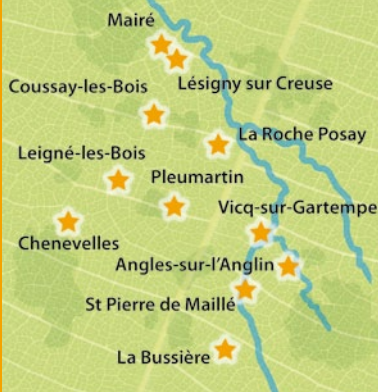 Mairé
Lésigny sur Creuse
Coussay-les-Bois
La Roche Posay
Leigné-les-Bois
Pleumartin
Vicq-sur-Gartempe
Chenevelles
Angles-sur-l'Anglin
St Pierre de Maillé
La Bussière